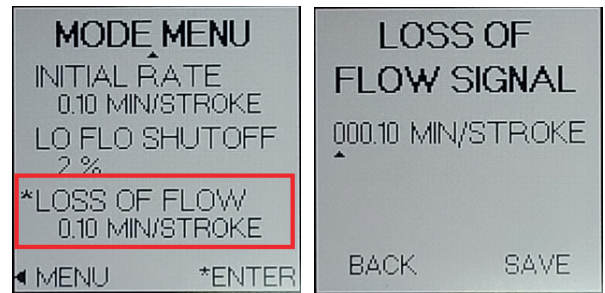 MODE MENU
INITIAL RATE
0.10 MIN/STROKE
LO FLO SHUTOFF
2 %
*LOSS OF FLOW
0.10 MIN/STROKE
◄ MENU *ENTER
LOSS OF
FLOW SIGNAL
000.10 MIN/STROKE
BACK SAVE